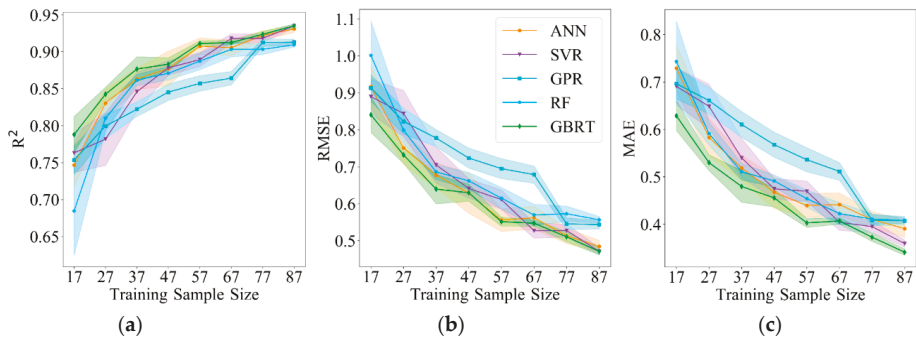 0.95
0.90
0.85
0.80
0.75
0.70
0.65
R²
17 27 37 47 57 67 77 87
Training Sample Size
(a)
1.1
1.0
0.9
0.8
0.7
0.6
0.5
RMSE
ANN
SVR
GPR
RF
GBRT
17 27 37 47 57 67 77 87
Training Sample Size
(b)
0.8
0.7
0.6
0.5
0.4
MAE
17 27 37 47 57 67 77 87
Training Sample Size
(c)